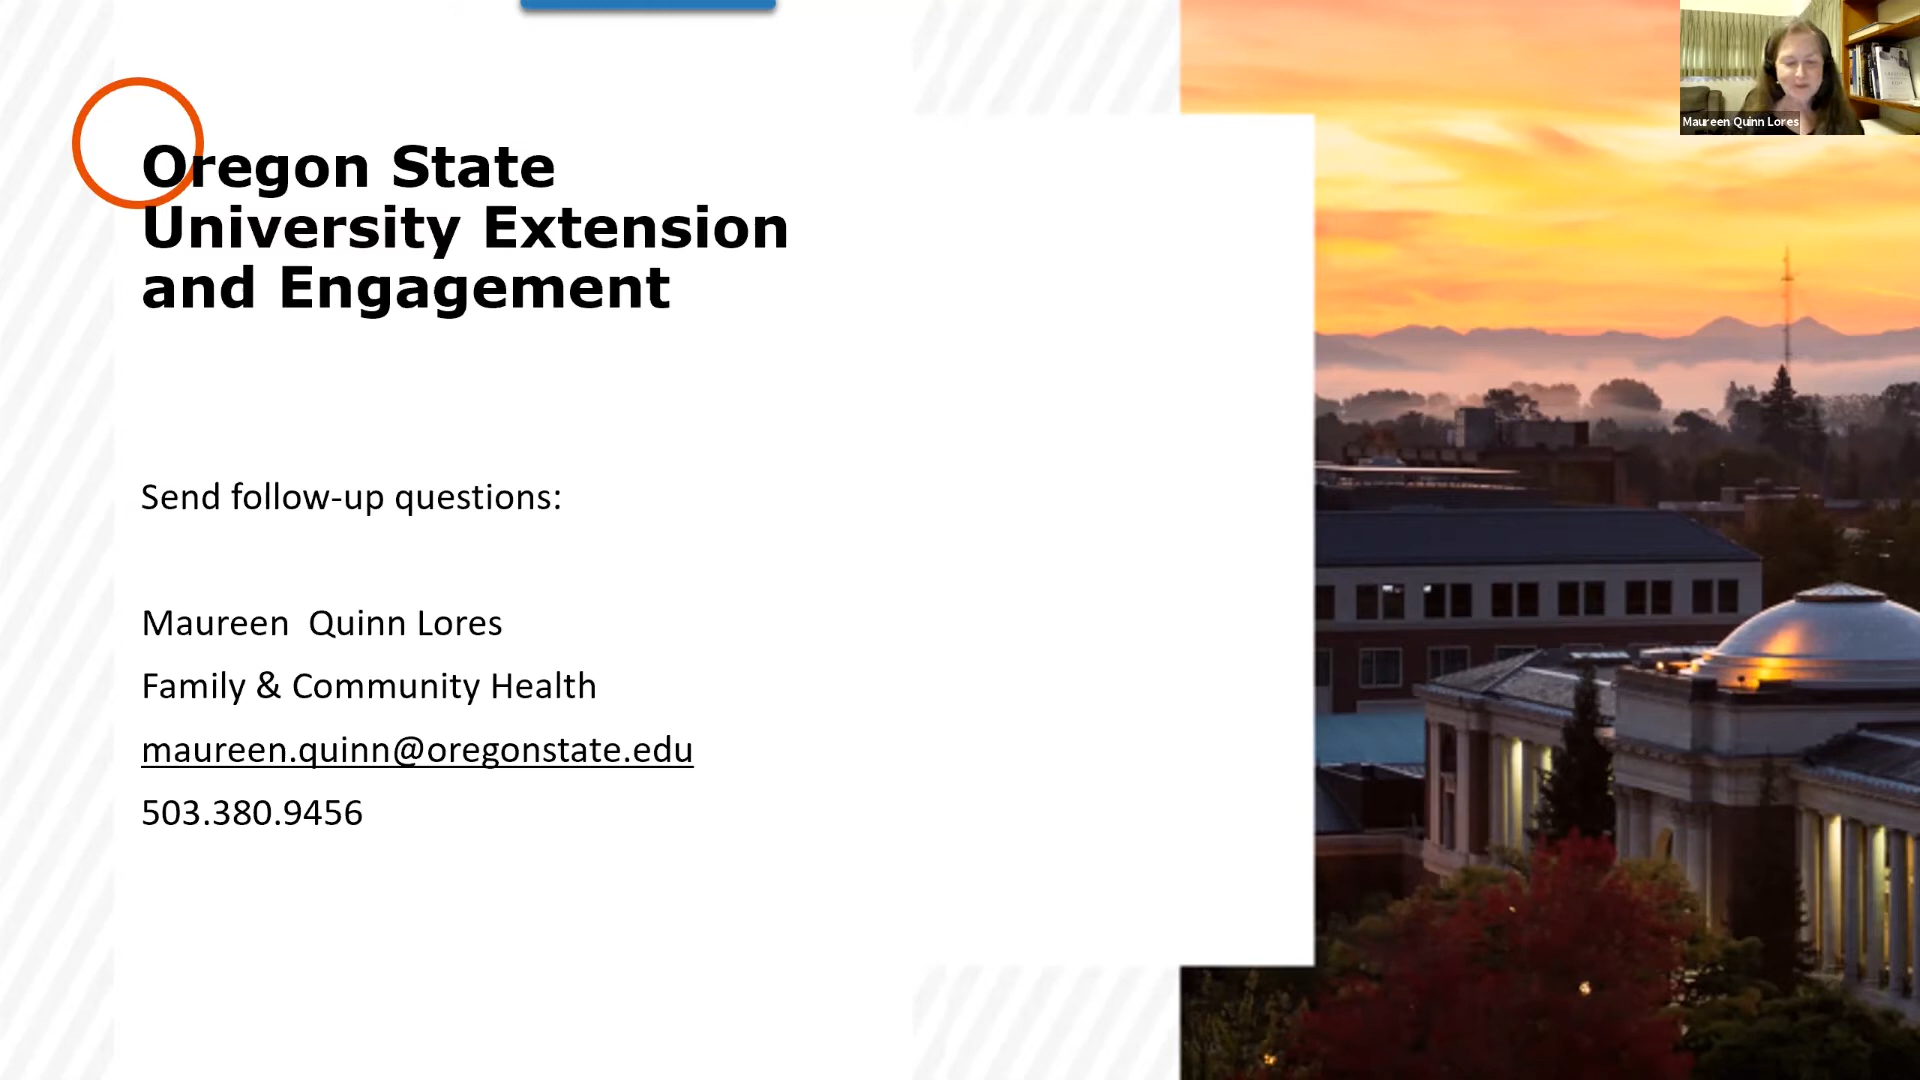 Oregon State
University Extension
and Engagement
Send follow-up questions:
Maureen  Quinn Lores
Family & Community Health
maureen.quinn@oregonstate.edu
503.380.9456
Maureen Quinn Lores